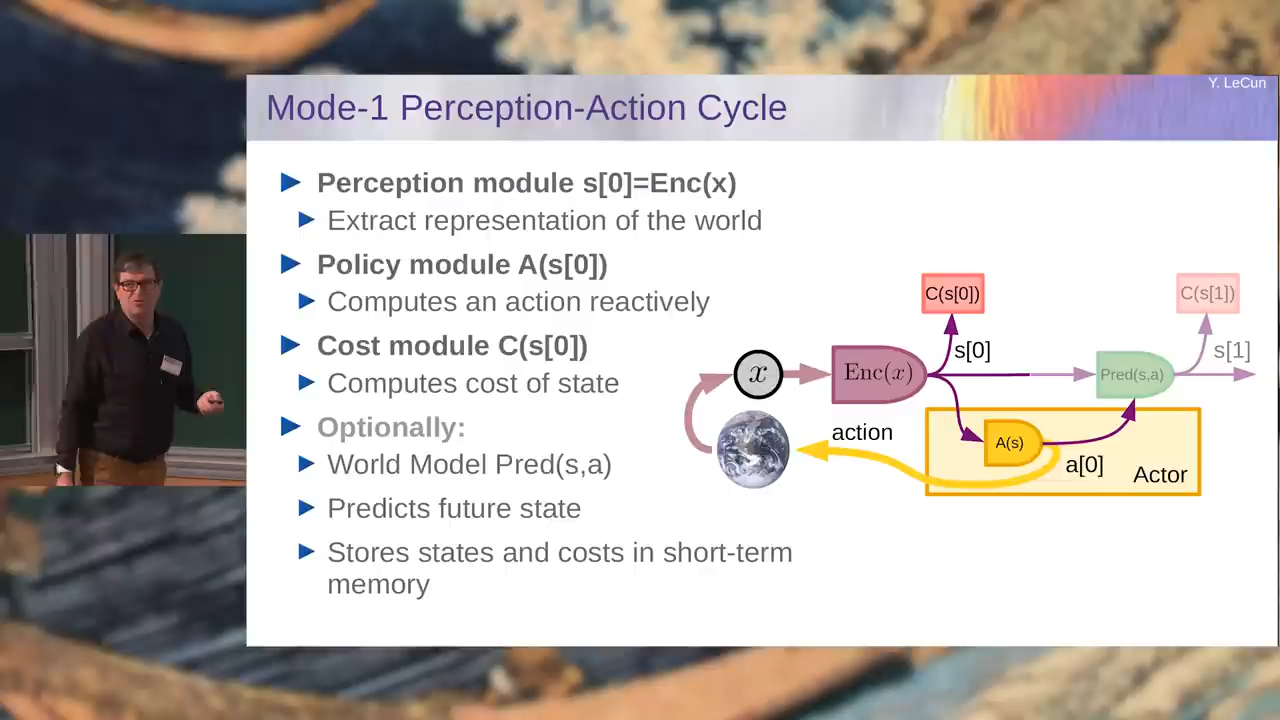 Y. LeCun
Mode-1 Perception-Action Cycle
Perception module s[0]=Enc(x)
Extract representation of the world
Policy module A(s[0])
Computes an action reactively
Cost module C(s[0])
Computes cost of state
Optionally:
World Model Pred(s,a)
Predicts future state
Stores states and costs in short-term
memory
C(s[0])
C(s[1])
s[0]
s[1]
x
Enc(x)
Pred(s,a)
action
A(s)
a[0]
Actor